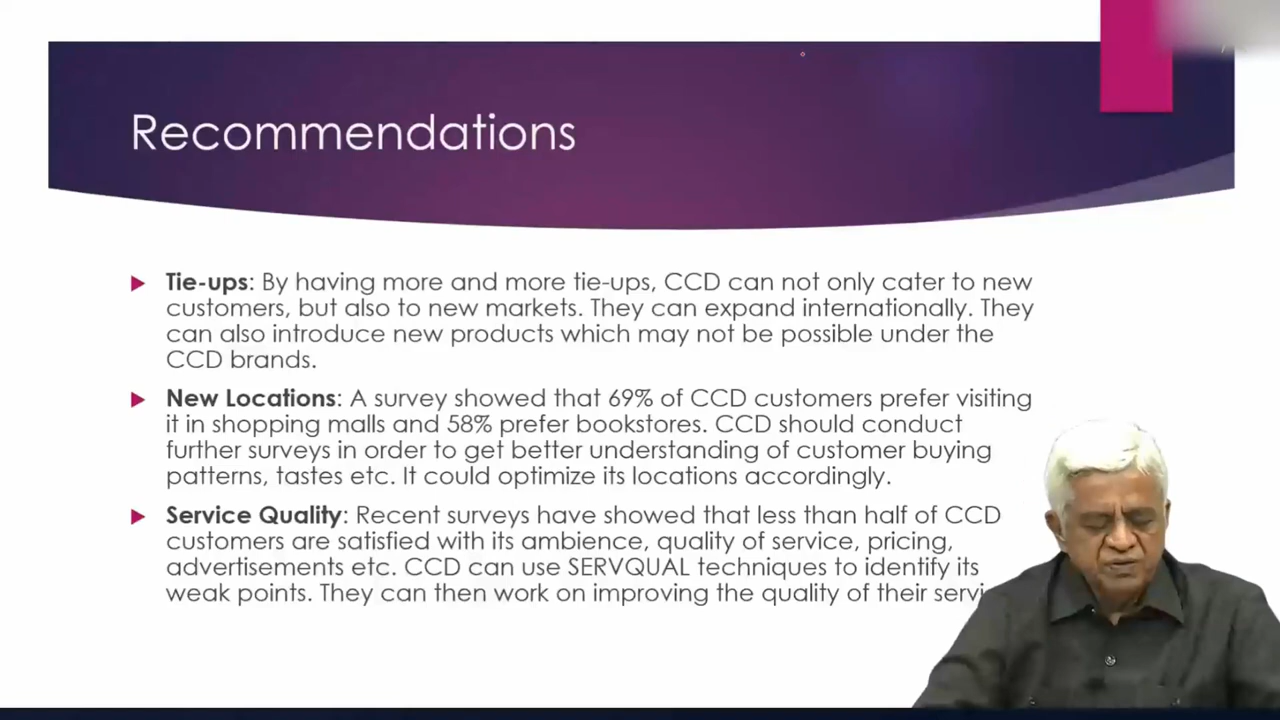 Recommendations
Tie-ups: By having more and more tie-ups, CCD can not only cater to new
customers, but also to new markets. They can expand internationally. They
can also introduce new products which may not be possible under the
CCD brands.
New Locations: A survey showed that 69% of CCD customers prefer visiting
it in shopping malls and 58% prefer bookstores. CCD should conduct
further surveys in order to get better understanding of customer buying
patterns, tastes etc. It could optimize its locations accordingly.
Service Quality: Recent surveys have showed that less than half of CCD
customers are satisfied with its ambience, quality of service, pricing,
advertisements etc. CCD can use SERVQUAL techniques to identify its
weak points. They can then work on improving the quality of their